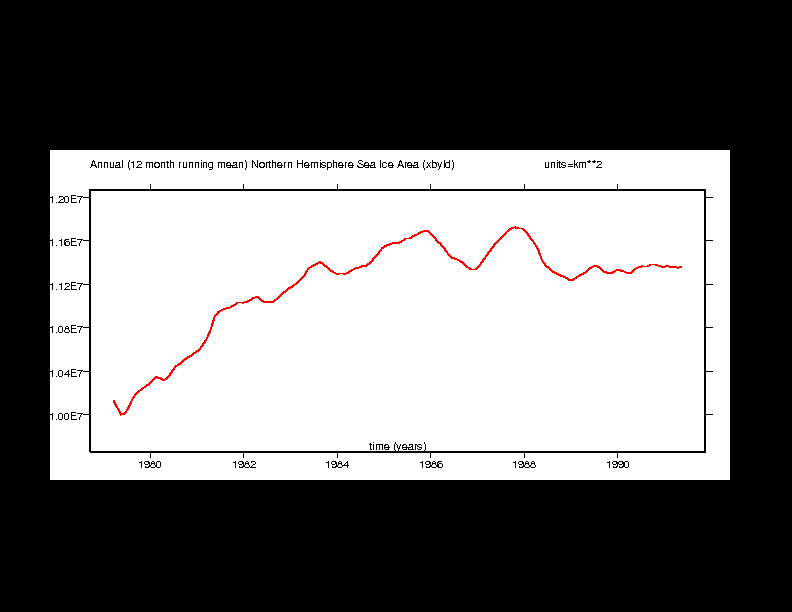 Annual (12 month running mean) Northern Hemisphere Sea Ice Area (xbyld) units=km**2
1.20E7
1.16E7
1.12E7
1.08E7
1.04E7
1.00E7
time (years)
1980 1982 1984 1986 1988 1990